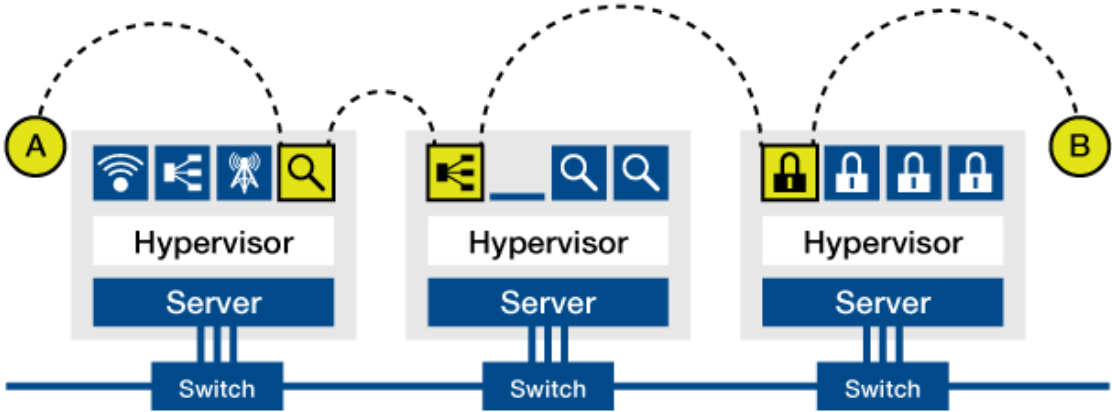 A
B
Hypervisor
Hypervisor
Hypervisor
Server
Server
Server
Switch
Switch
Switch